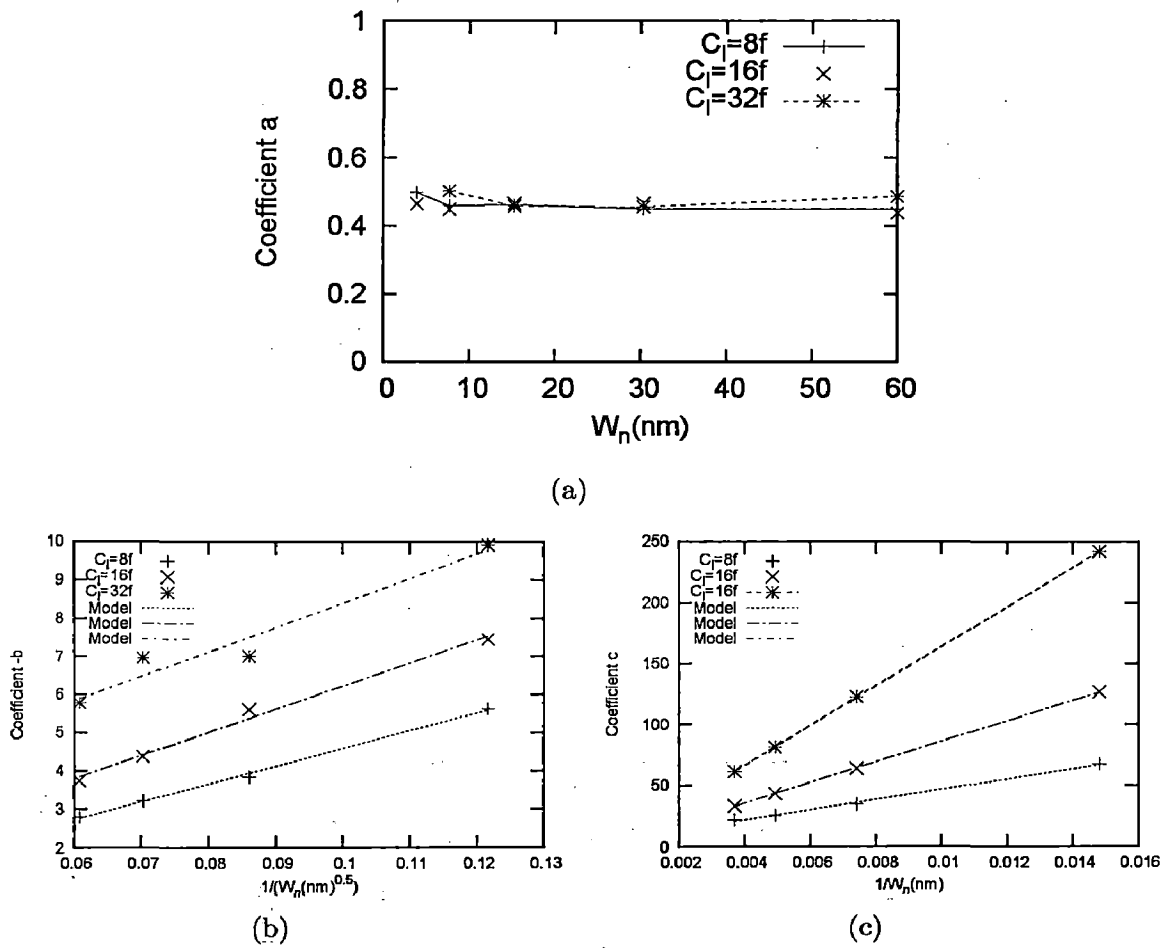 1
0.8
0.6
0.4
0.2
0
Coefficient a
C_l=8f
C_l=16f
C_l=32f
0 10 20 30 40 50 60
W_n(nm)
(a)
10
9
8
7
6
5
4
3
2
Coefficient -b
C_l=8f
C_l=16f
C_l=32f
Model
Model
Model
0.06 0.07 0.08 0.09 0.1 0.11 0.12 0.13
1/(W_n(nm)^0.5)
(b)
250
200
150
100
50
0
Coefficient c
C_l=8f
C_l=16f
C_l=16f
Model
Model
Model
0.002 0.004 0.006 0.008 0.01 0.012 0.014 0.016
1/W_n(nm)
(c)